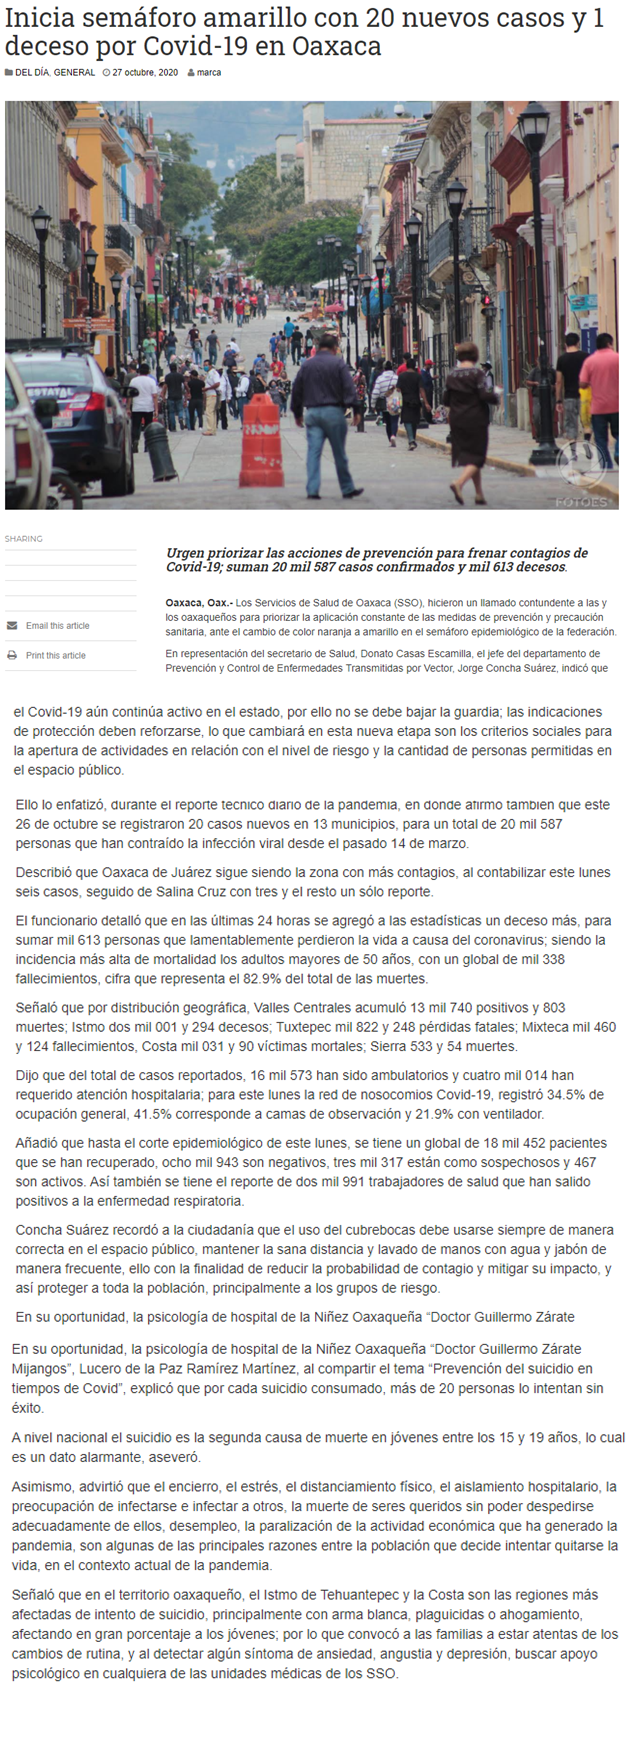 Inicia semáforo amarillo con 20 nuevos casos y 1
deceso por Covid-19 en Oaxaca
DEL DÍA, GENERAL 27 octubre, 2020 marca
ESTATAL
FOTOES
SHARING
Email this article
Print this article
Urgen priorizar las acciones de prevención para frenar contagios de
Covid-19; suman 20 mil 587 casos confirmados y mil 613 decesos.
Oaxaca, Oax.- Los Servicios de Salud de Oaxaca (SSO), hicieron un llamado contundente a las y
los oaxaqueños para priorizar la aplicación constante de las medidas de prevención y precaución
sanitaria, ante el cambio de color naranja a amarillo en el semáforo epidemiológico de la federación.
En representación del secretario de Salud, Donato Casas Escamilla, el jefe del departamento de
Prevención y Control de Enfermedades Transmitidas por Vector, Jorge Concha Suárez, indicó que
el Covid-19 aún continúa activo en el estado, por ello no se debe bajar la guardia; las indicaciones
de protección deben reforzarse, lo que cambiará en esta nueva etapa son los criterios sociales para
la apertura de actividades en relación con el nivel de riesgo y la cantidad de personas permitidas en
el espacio público.
Ello lo enfatizó, durante el reporte técnico diario de la pandemia, en donde afirmó también que este
26 de octubre se registraron 20 casos nuevos en 13 municipios, para un total de 20 mil 587
personas que han contraído la infección viral desde el pasado 14 de marzo.
Describió que Oaxaca de Juárez sigue siendo la zona con más contagios, al contabilizar este lunes
seis casos, seguido de Salina Cruz con tres y el resto un sólo reporte.
El funcionario detalló que en las últimas 24 horas se agregó a las estadísticas un deceso más, para
sumar mil 613 personas que lamentablemente perdieron la vida a causa del coronavirus; siendo la
incidencia más alta de mortalidad los adultos mayores de 50 años, con un global de mil 338
fallecimientos, cifra que representa el 82.9% del total de las muertes.
Señaló que por distribución geográfica, Valles Centrales acumuló 13 mil 740 positivos y 803
muertes; Istmo dos mil 001 y 294 decesos; Tuxtepec mil 822 y 248 pérdidas fatales; Mixteca mil 460
y 124 fallecimientos, Costa mil 031 y 90 víctimas mortales; Sierra 533 y 54 muertes.
Dijo que del total de casos reportados, 16 mil 573 han sido ambulatorios y cuatro mil 014 han
requerido atención hospitalaria; para este lunes la red de nosocomios Covid-19, registró 34.5% de
ocupación general, 41.5% corresponde a camas de observación y 21.9% con ventilador.
Añadió que hasta el corte epidemiológico de este lunes, se tiene un global de 18 mil 452 pacientes
que se han recuperado, ocho mil 943 son negativos, tres mil 317 están como sospechosos y 467
son activos. Así también se tiene el reporte de dos mil 991 trabajadores de salud que han salido
positivos a la enfermedad respiratoria.
Concha Suárez recordó a la ciudadanía que el uso del cubrebocas debe usarse siempre de manera
correcta en el espacio público, mantener la sana distancia y lavado de manos con agua y jabón de
manera frecuente, ello con la finalidad de reducir la probabilidad de contagio y mitigar su impacto, y
así proteger a toda la población, principalmente a los grupos de riesgo.
En su oportunidad, la psicología de hospital de la Niñez Oaxaqueña “Doctor Guillermo Zárate
En su oportunidad, la psicología de hospital de la Niñez Oaxaqueña “Doctor Guillermo Zárate
Mijangos”, Lucero de la Paz Ramírez Martínez, al compartir el tema “Prevención del suicidio en
tiempos de Covid”, explicó que por cada suicidio consumado, más de 20 personas lo intentan sin
éxito.
A nivel nacional el suicidio es la segunda causa de muerte en jóvenes entre los 15 y 19 años, lo cual
es un dato alarmante, aseveró.
Asimismo, advirtió que el encierro, el estrés, el distanciamiento físico, el aislamiento hospitalario, la
preocupación de infectarse e infectar a otros, la muerte de seres queridos sin poder despedirse
adecuadamente de ellos, desempleo, la paralización de la actividad económica que ha generado la
pandemia, son algunas de las principales razones entre la población que decide intentar quitarse la
vida, en el contexto actual de la pandemia.
Señaló que en el territorio oaxaqueño, el Istmo de Tehuantepec y la Costa son las regiones más
afectadas de intento de suicidio, principalmente con arma blanca, plaguicidas o ahogamiento,
afectando en gran porcentaje a los jóvenes; por lo que convocó a las familias a estar atentas de los
cambios de rutina, y al detectar algún síntoma de ansiedad, angustia y depresión, buscar apoyo
psicológico en cualquiera de las unidades médicas de los SSO.